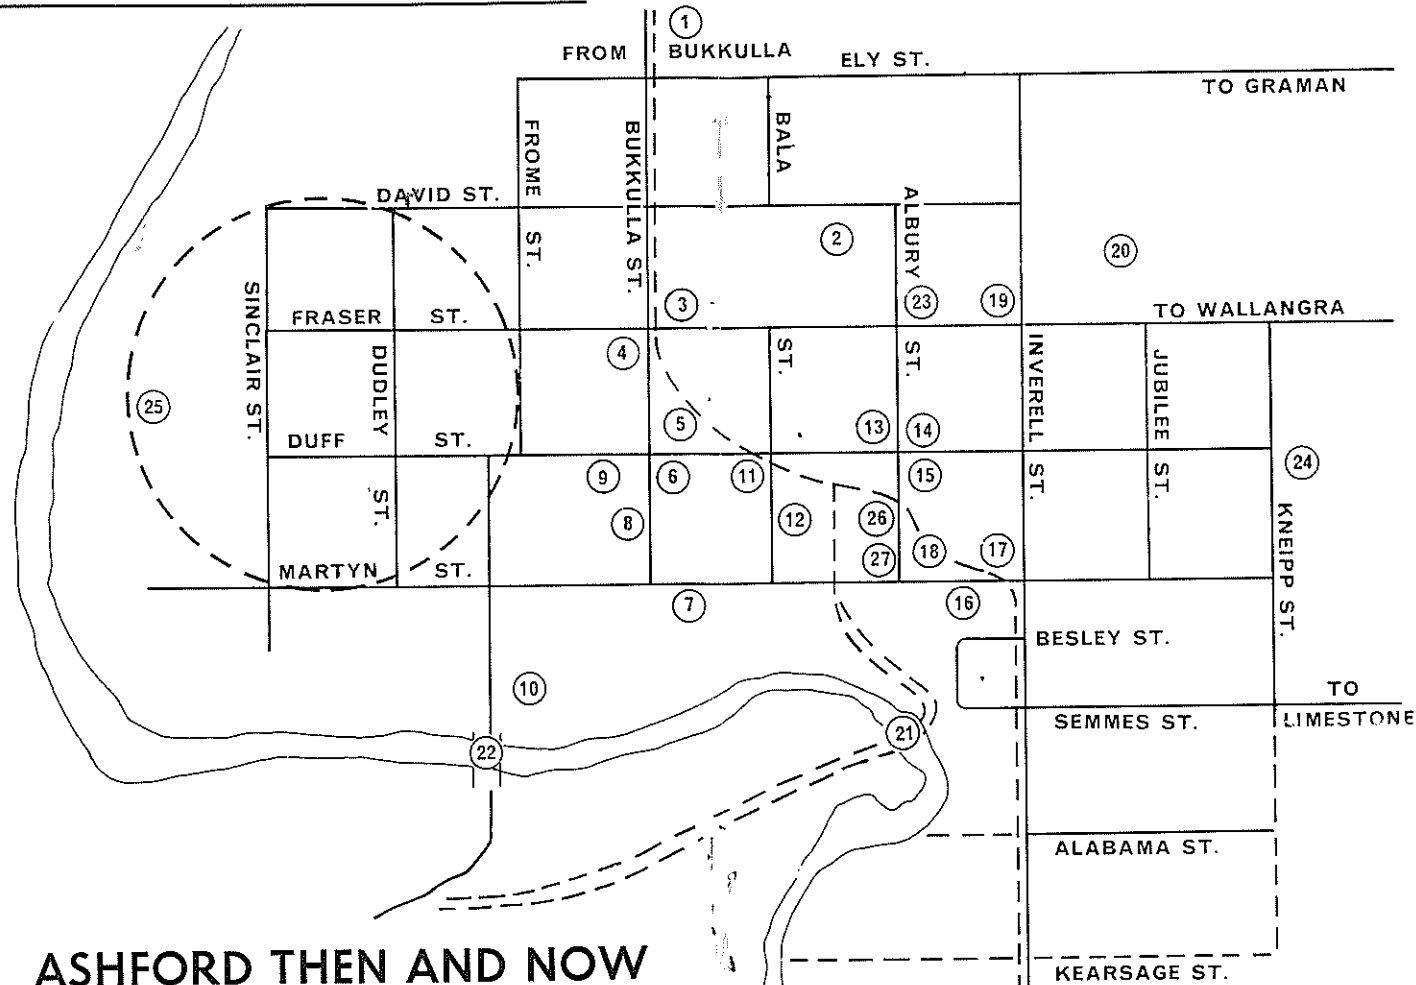 1
FROM BUKKULLA
ELY ST.
TO GRAMAN
FROME ST.
BUKKULLA ST.
BALA ST.
DAVID ST.
ALBURY ST.
2
20
SINCLAIR ST.
3
23
19
TO WALLANGRA
FRASER ST.
DUDLEY ST.
4
INVERELL ST.
JUBILEE ST.
25
5
13
14
DUFF ST.
9
6
11
15
24
8
12
26
KNEIPP ST.
27
18
17
MARTYN ST.
7
16
BESLEY ST.
10
TO
LIMESTONE
SEMMES ST.
21
22
ALABAMA ST.
ASHFORD THEN AND NOW
KEARSAGE ST.